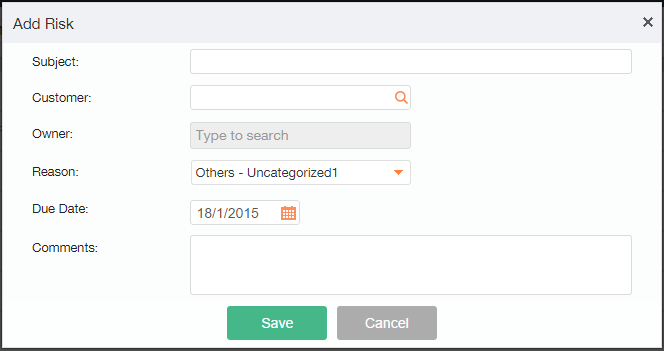 Add Risk
Subject:
Customer:
Owner: Type to search
Reason: Others - Uncategorized1
Due Date: 18/1/2015
Comments:
Save Cancel